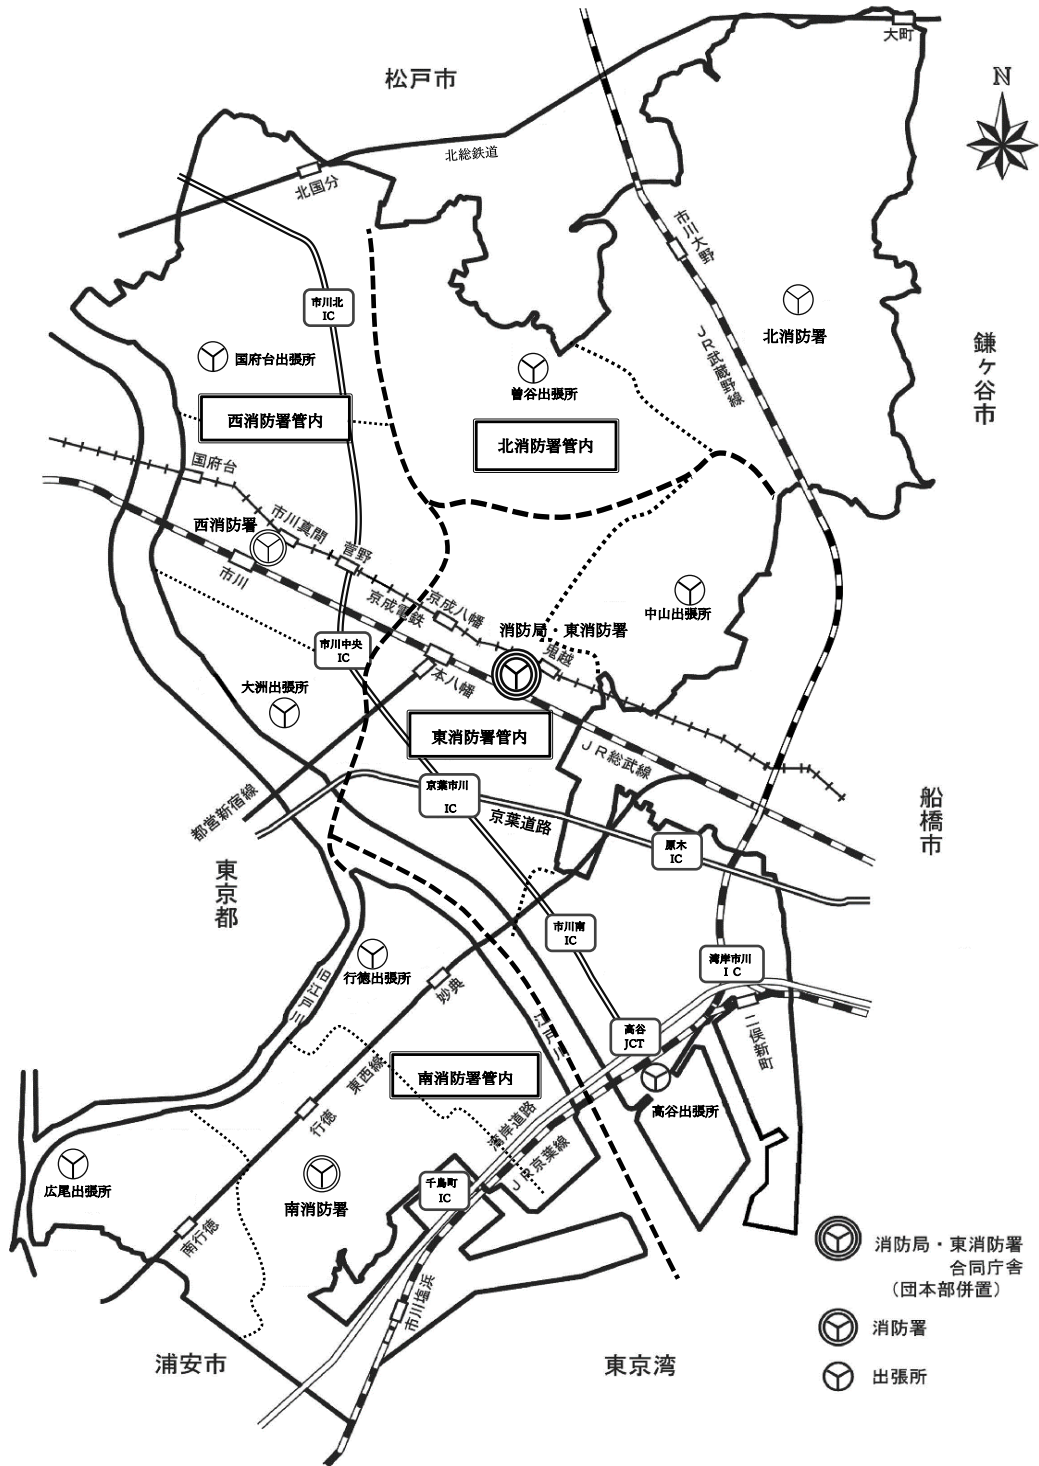 大町
松戸市
N
北総鉄道
北国分
市川大野
市川北
IC
北消防署
JR武蔵野線
鎌ヶ谷市
国府台出張所
曽谷出張所
西消防署管内
北消防署管内
国府台
市川真間
西消防署
菅野
市川
京成電鉄
京成八幡
中山出張所
消防局・東消防署
鬼越
市川中央
IC
本八幡
大洲出張所
東消防署管内
JR総武線
京葉市川
IC
都営新宿線
京葉道路
船橋市
原木
IC
東京都
市川南
IC
行徳出張所
湾岸市川
IC
旧江戸川
妙典
江戸川
高谷
JCT
二俣新町
東西線
南消防署管内
高谷出張所
行徳
湾岸道路
JR京葉線
広尾出張所
千鳥町
IC
南消防署
南行徳
消防局・東消防署
合同庁舎
(団本部併置)
市川塩浜
消防署
浦安市
東京湾
出張所